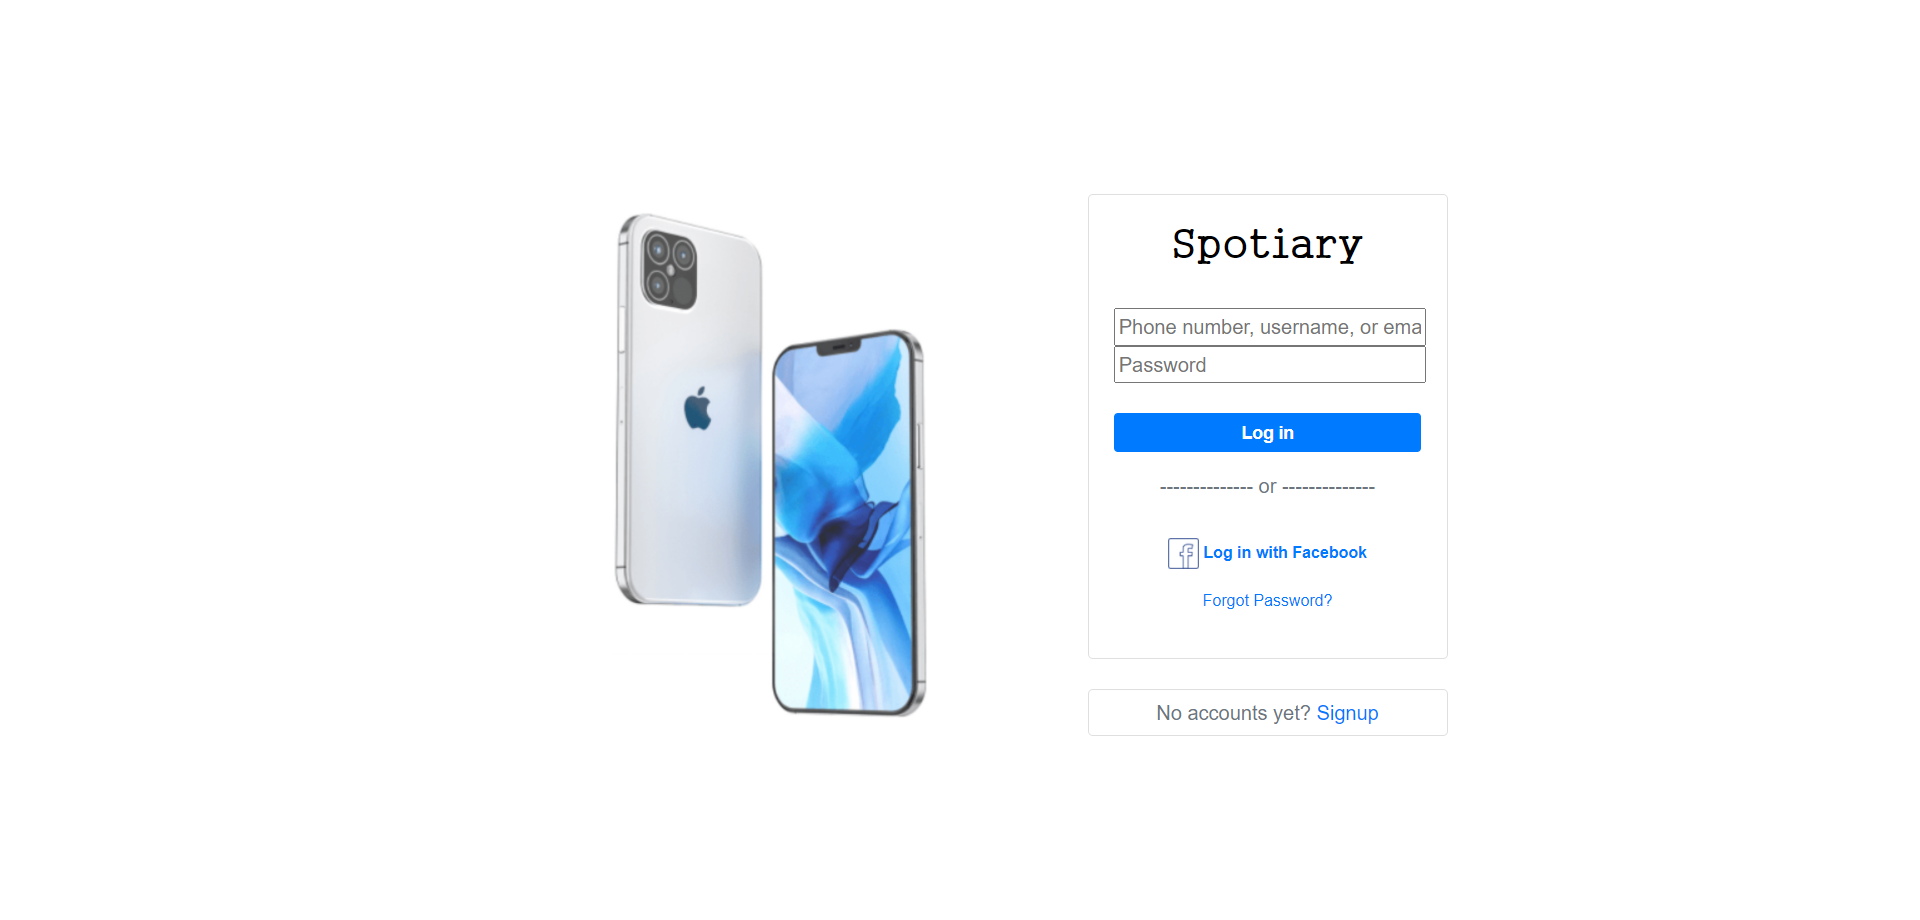 Spotiary
Phone number, username, or ema
Password
Log in
-------------- or --------------
Log in with Facebook
Forgot Password?
No accounts yet? Signup